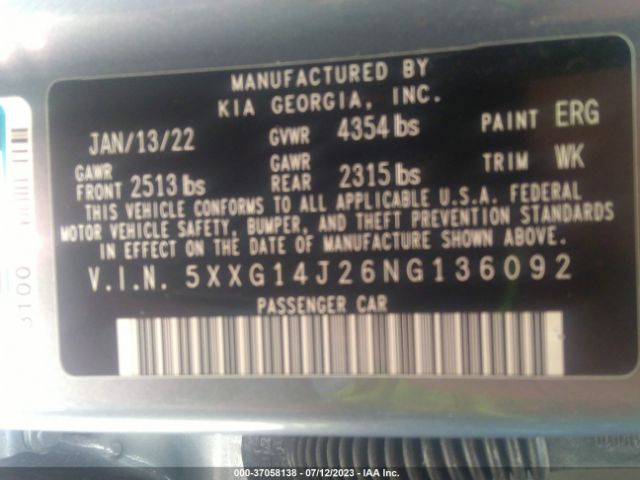 MANUFACTURED BY
KIA GEORGIA, INC.
JAN/13/22 GVWR 4354 lbs PAINT ERG
GAWR FRONT 2513 lbs GAWR REAR 2315 lbs TRIM WK
THIS VEHICLE CONFORMS TO ALL APPLICABLE U.S.A. FEDERAL
MOTOR VEHICLE SAFETY, BUMPER, AND THEFT PREVENTION STANDARDS
IN EFFECT ON THE DATE OF MANUFACTURE SHOWN ABOVE.
V.I.N. 5XXG14J26NG136092
PASSENGER CAR
3100
000-37058138 - 07/12/2023 - IAA Inc.